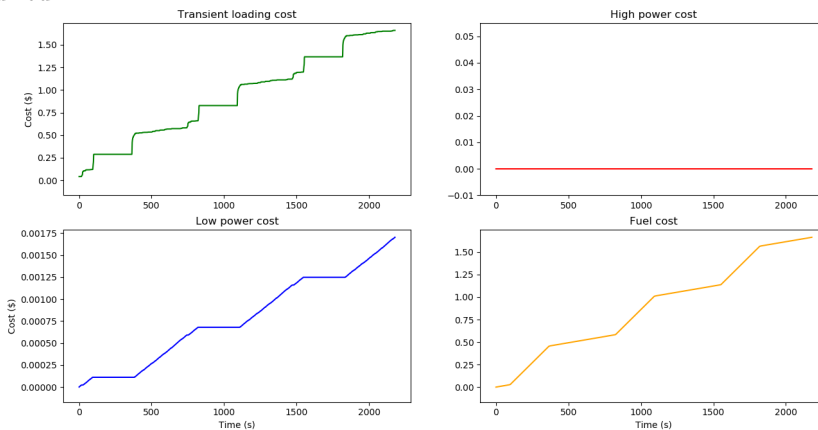 Transient loading cost
Cost ($)
1.50
1.25
1.00
0.75
0.50
0.25
0.00
0 500 1000 1500 2000
High power cost
0.05
0.04
0.03
0.02
0.01
0.00
−0.01
0 500 1000 1500 2000
Low power cost
Cost ($)
0.00175
0.00150
0.00125
0.00100
0.00075
0.00050
0.00025
0.00000
0 500 1000 1500 2000
Time (s)
Fuel cost
1.50
1.25
1.00
0.75
0.50
0.25
0.00
0 500 1000 1500 2000
Time (s)